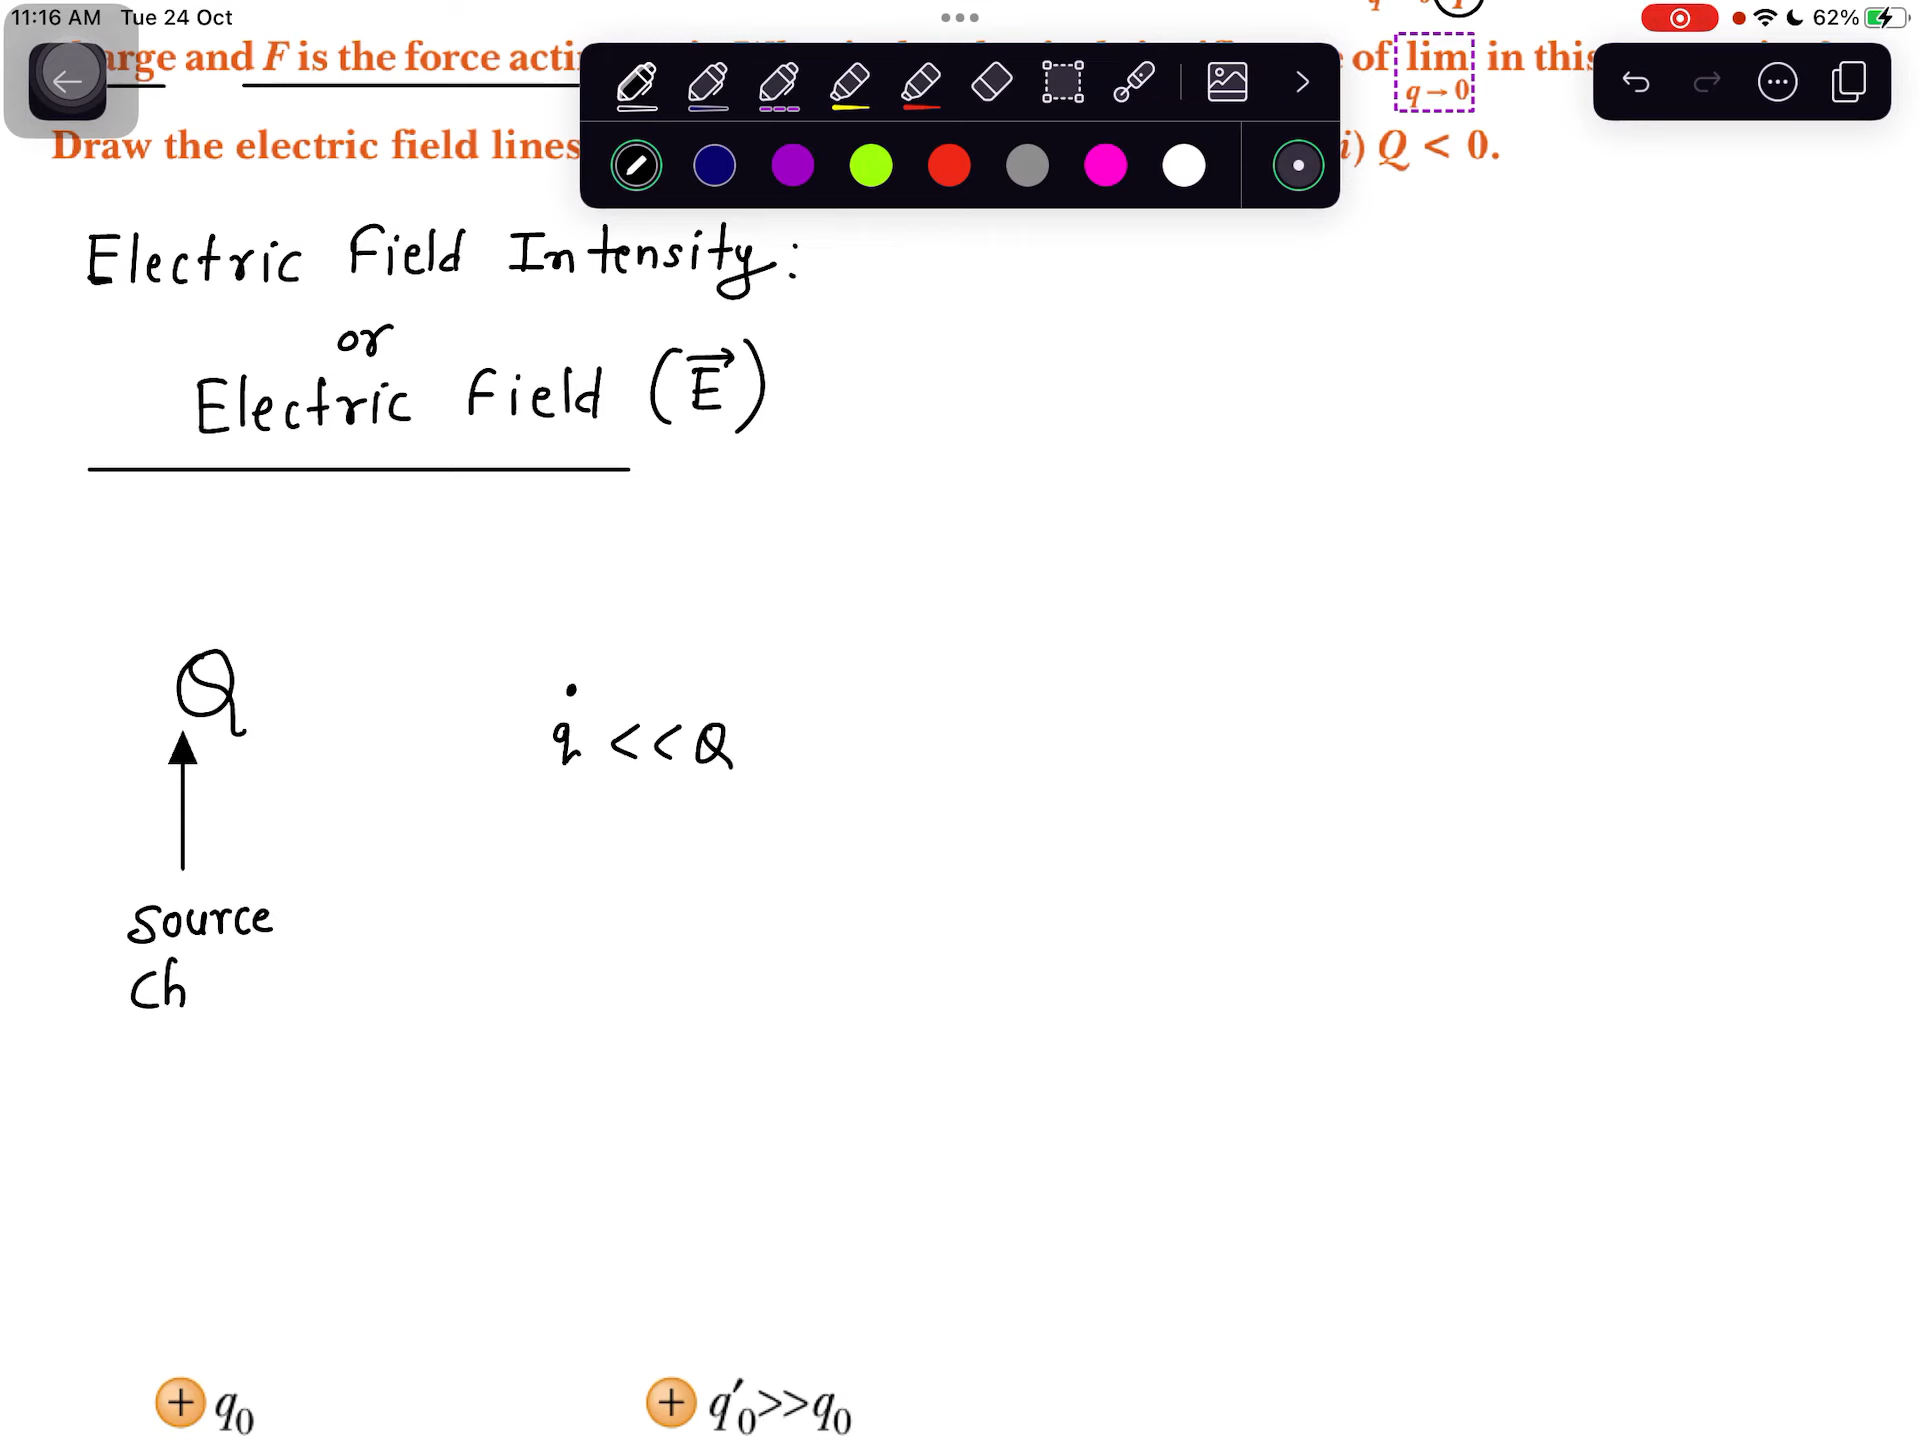 11:16 AM Tue 24 Oct 62%
arge and F is the force acti of lim in this
q→0
Draw the electric field lines i) Q < 0.
Electric Field Intensity:
or
Electric Field (E⃗)
Q
q <<Q
source
ch
+ q₀ + q′₀>>q₀